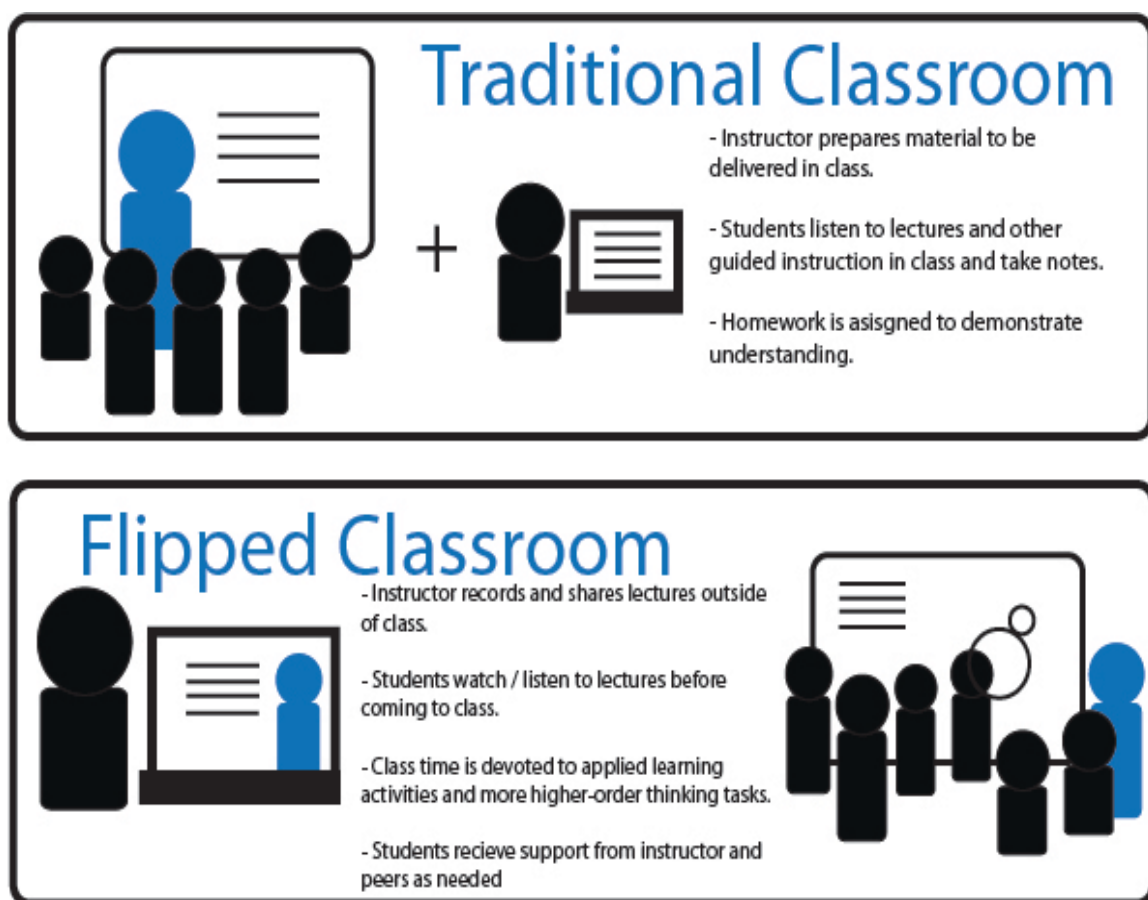 Traditional Classroom
- Instructor prepares material to be
delivered in class.
- Students listen to lectures and other
guided instruction in class and take notes.
- Homework is asisgned to demonstrate
understanding.
Flipped Classroom
- Instructor records and shares lectures outside
of class.
- Students watch / listen to lectures before
coming to class.
- Class time is devoted to applied learning
activities and more higher-order thinking tasks.
- Students recieve support from instructor and
peers as needed